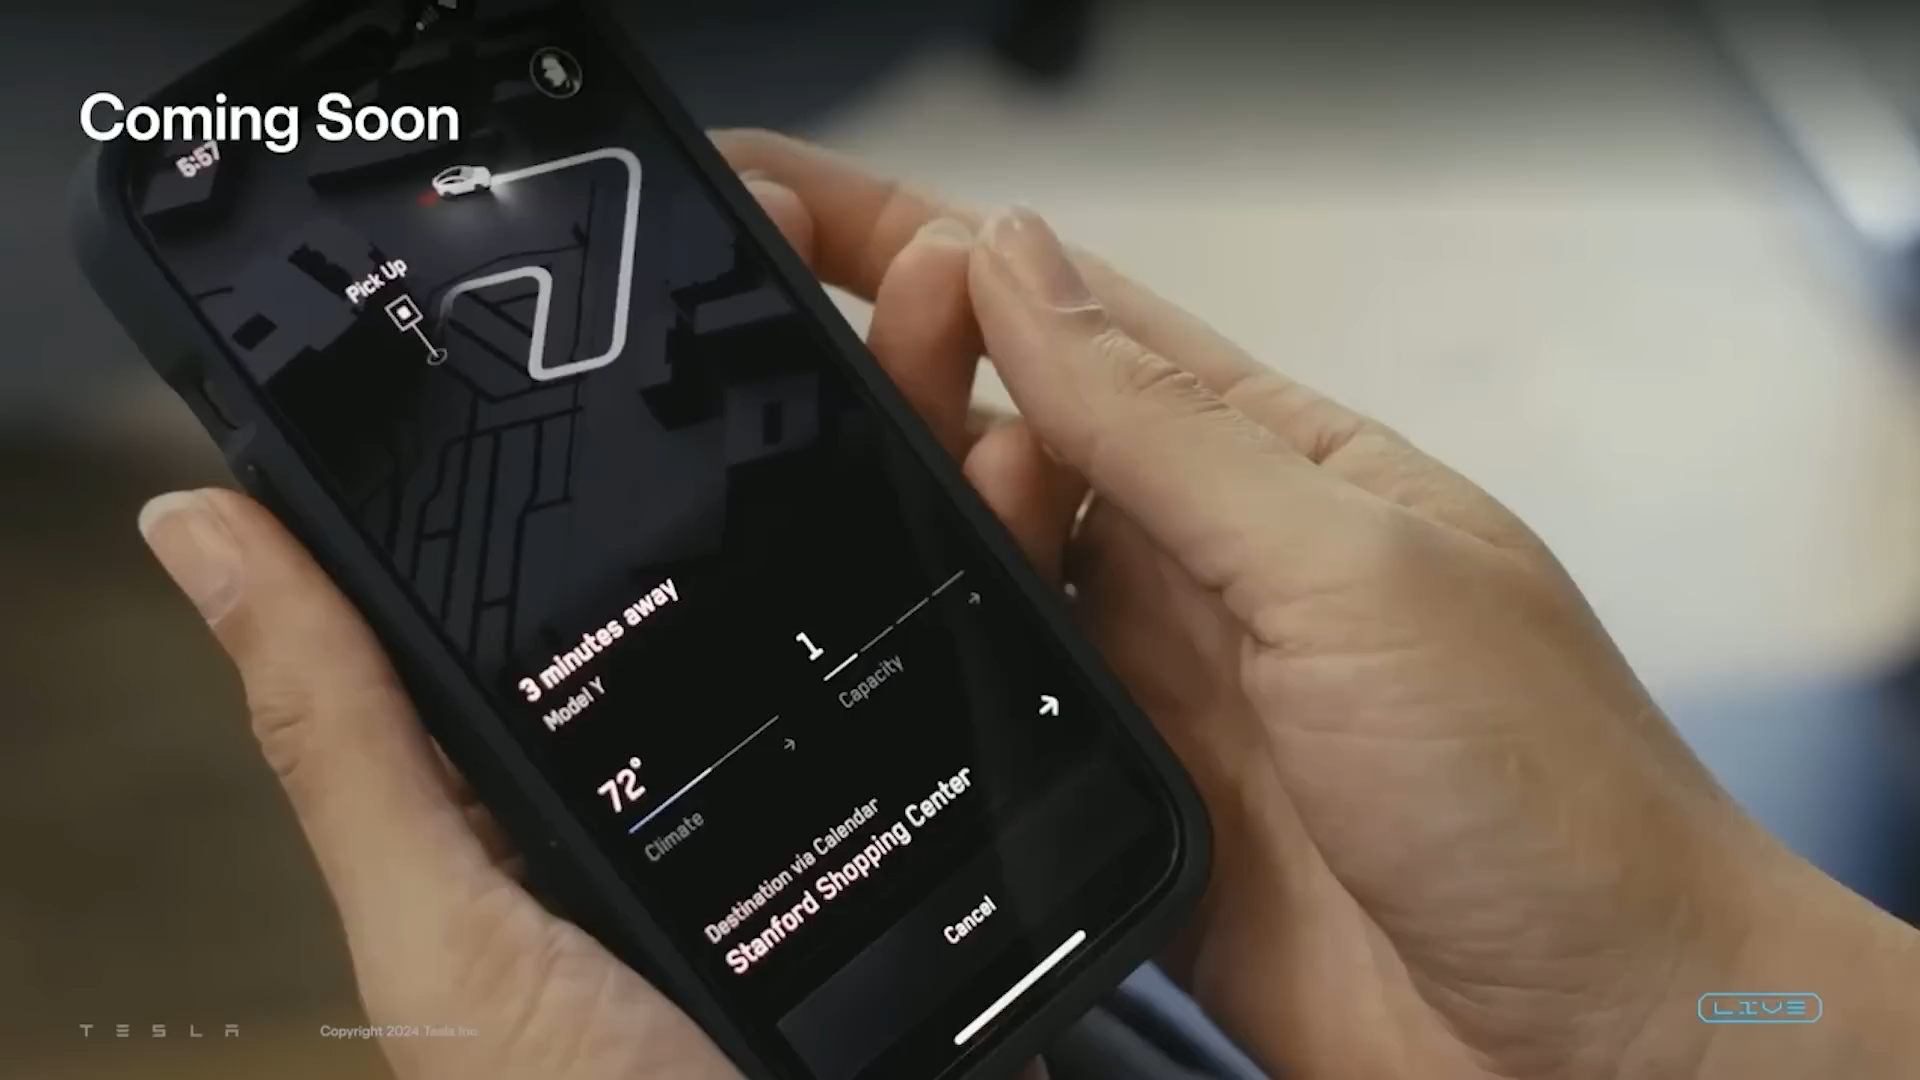 Coming Soon
5:57
Pick Up
3 minutes away
Model Y
1
Capacity
72°
Climate
Destination via Calendar
Stanford Shopping Center
Cancel
TESLA
Copyright 2024 Tesla Inc
LIVE